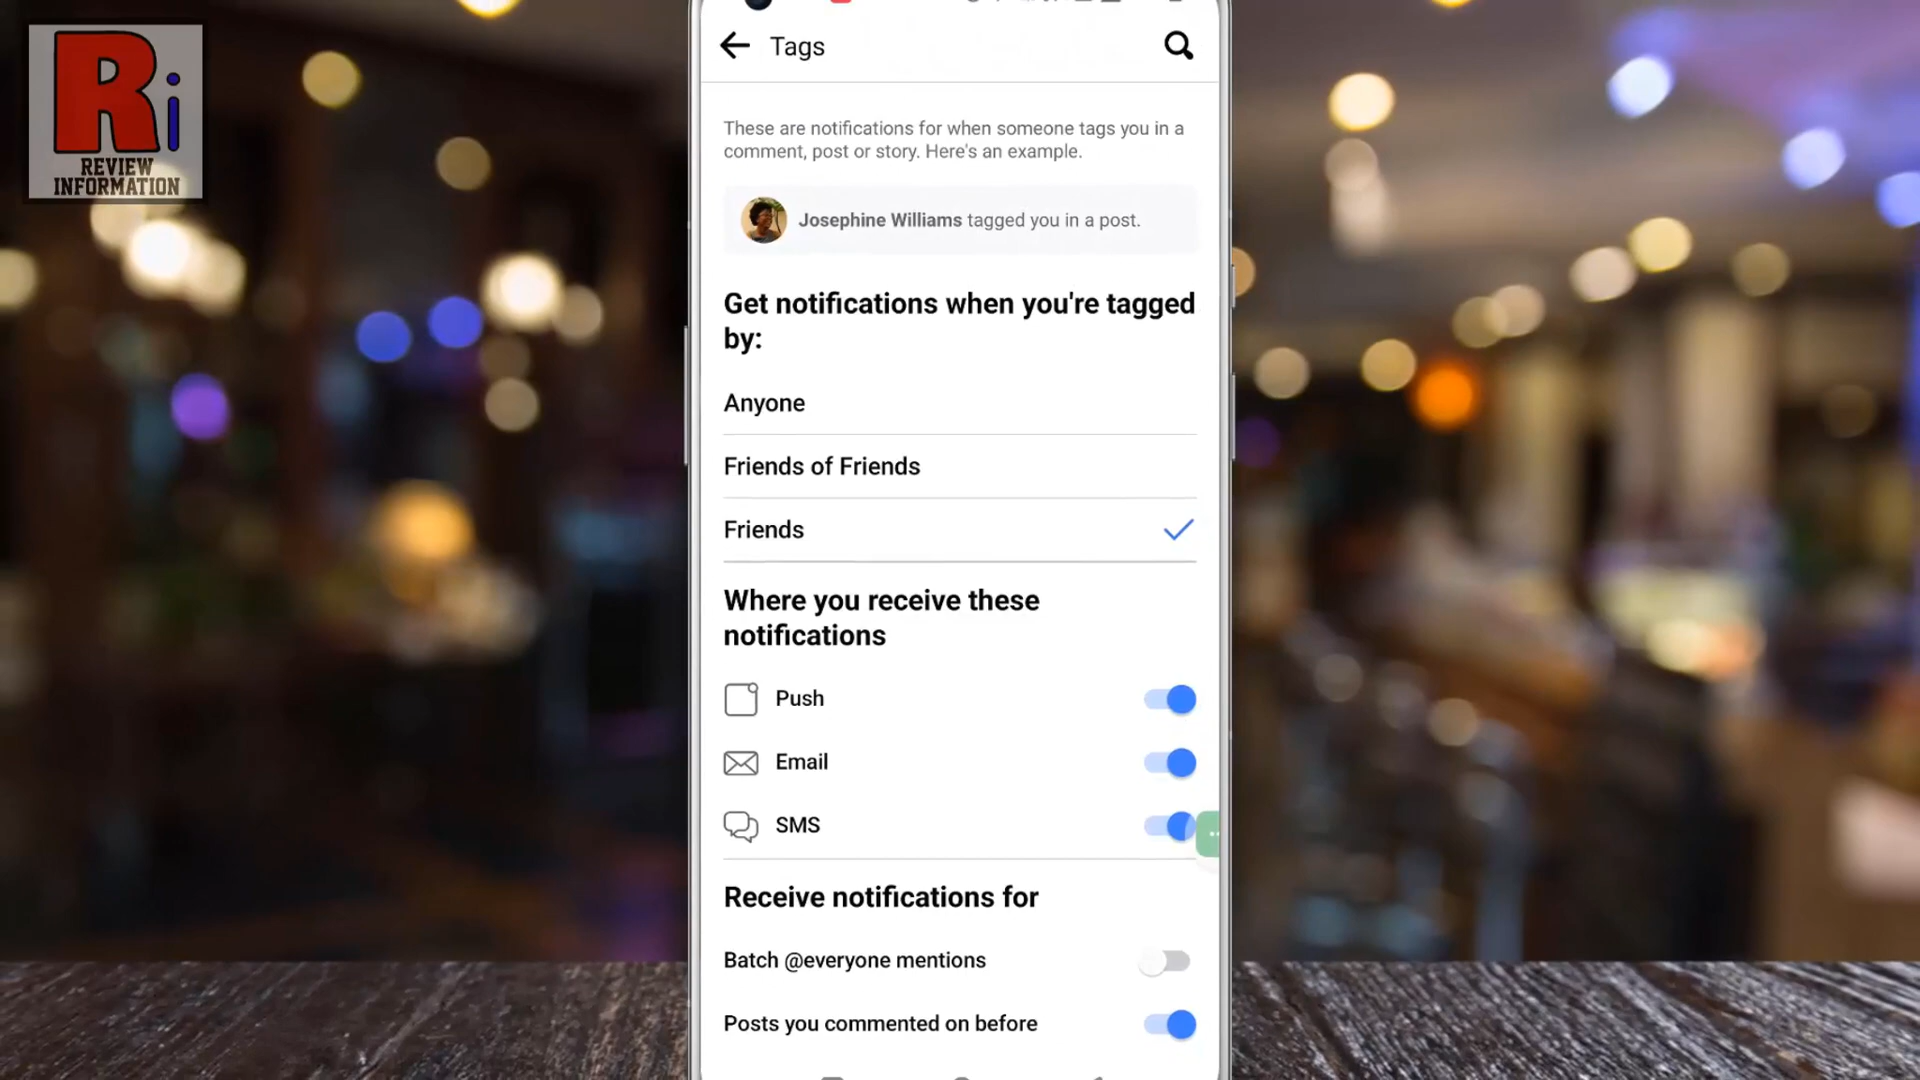 Ri
REVIEW
INFORMATION
Tags
These are notifications for when someone tags you in a
comment, post or story. Here's an example.
Josephine Williams tagged you in a post.
Get notifications when you're tagged
by:
Anyone
Friends of Friends
Friends
Where you receive these
notifications
Push
Email
SMS
Receive notifications for
Batch @everyone mentions
Posts you commented on before